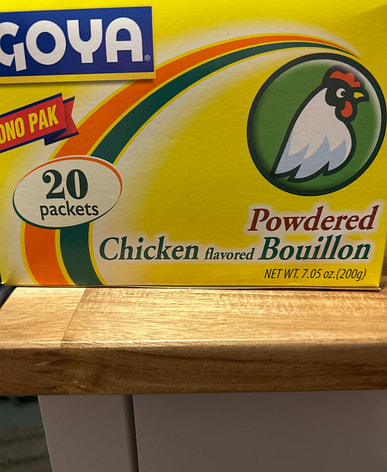 GOYA®
ONO PAK
20
packets
Powdered
Chicken flavored Bouillon
NET WT. 7.05 oz.(200g)